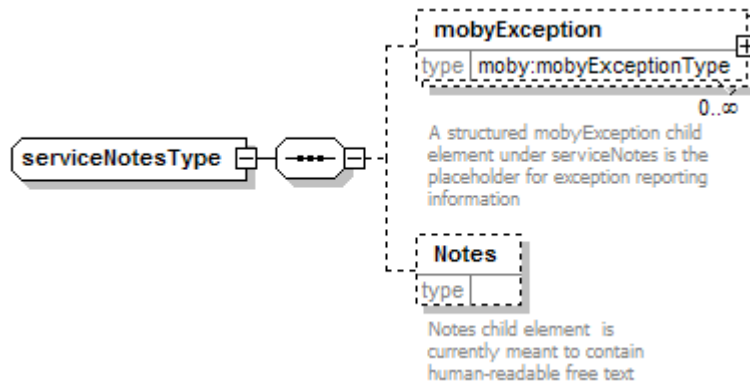 mobyException
type moby:mobyExceptionType
0..∞
A structured mobyException child
element under serviceNotes is the
placeholder for exception reporting
information
serviceNotesType
Notes
type
Notes child element is
currently meant to contain
human-readable free text